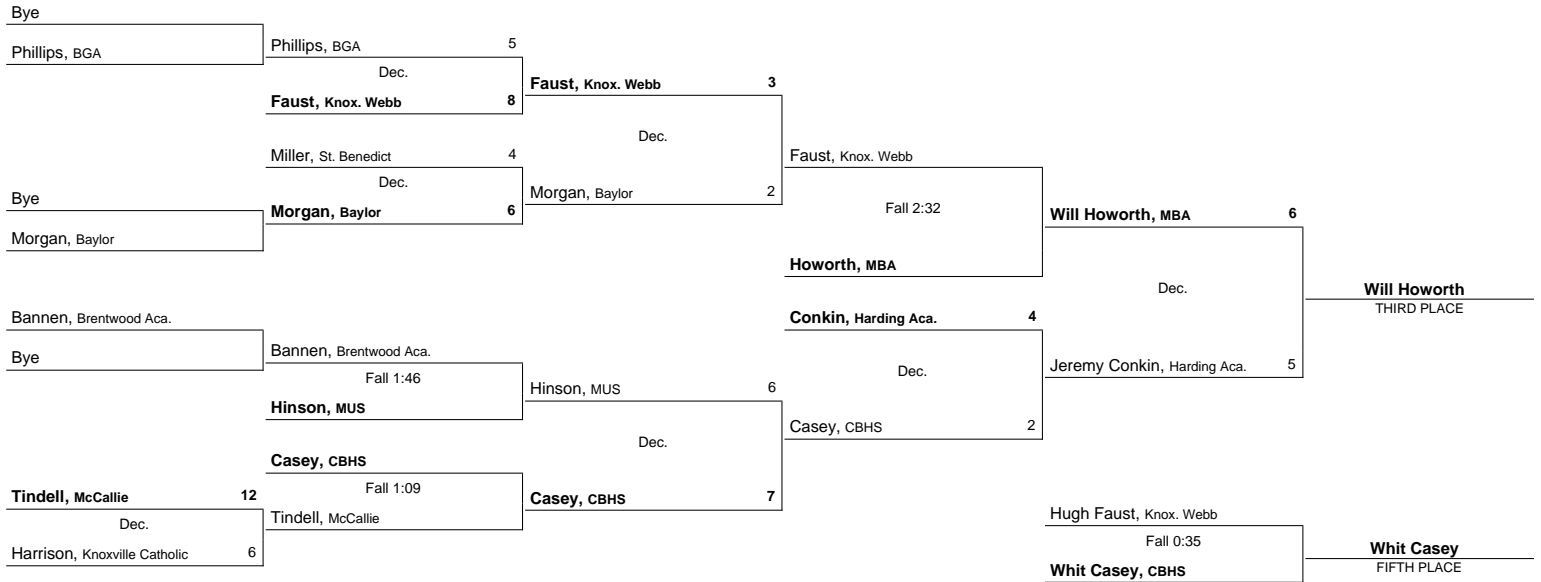 Bye
Phillips, BGA
Phillips, BGA 5
Dec.
Faust, Knox. Webb 8
Faust, Knox. Webb 3
Dec.
Miller, St. Benedict 4
Dec.
Morgan, Baylor 6
Morgan, Baylor 2
Bye
Morgan, Baylor
Faust, Knox. Webb
Fall 2:32
Howorth, MBA
Will Howorth, MBA 6
Dec.
Bannen, Brentwood Aca.
Bye
Bannen, Brentwood Aca.
Fall 1:46
Hinson, MUS
Hinson, MUS 6
Dec.
Casey, CBHS
Fall 1:09
Tindell, McCallie
Casey, CBHS 7
Tindell, McCallie 12
Dec.
Harrison, Knoxville Catholic 6
Conkin, Harding Aca. 4
Dec.
Casey, CBHS 2
Jeremy Conkin, Harding Aca. 5
Will Howorth
THIRD PLACE
Hugh Faust, Knox. Webb
Fall 0:35
Whit Casey, CBHS
Whit Casey
FIFTH PLACE